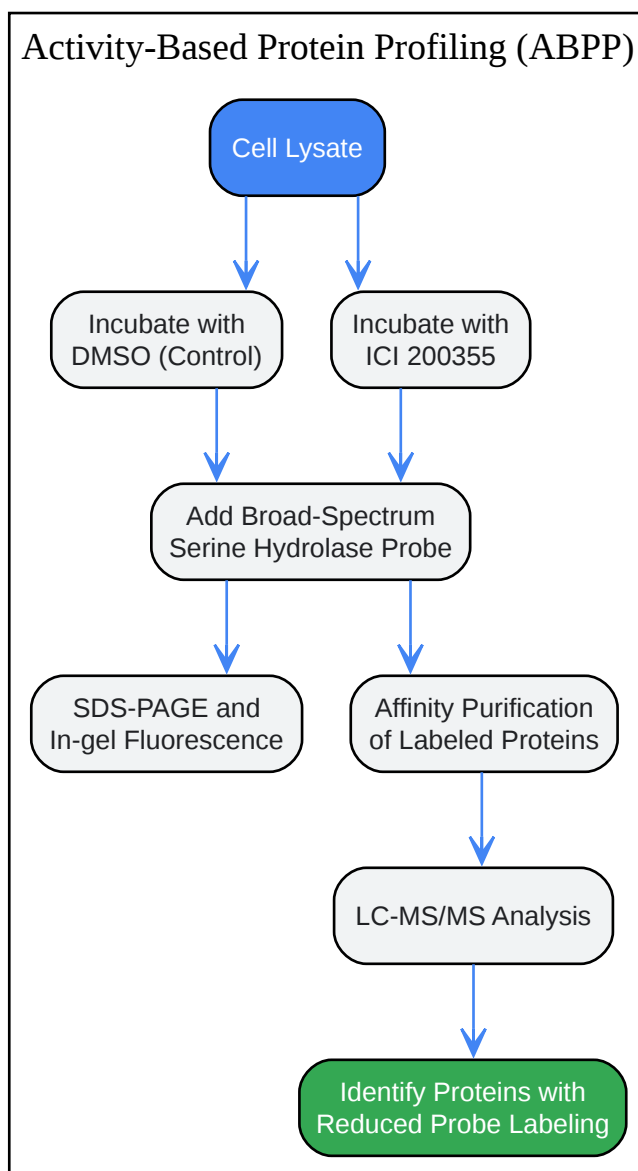 Activity-Based Protein Profiling (ABPP)
Cell Lysate
Incubate with
DMSO (Control)
Incubate with
ICI 200355
Add Broad-Spectrum
Serine Hydrolase Probe
SDS-PAGE and
In-gel Fluorescence
Affinity Purification
of Labeled Proteins
LC-MS/MS Analysis
Identify Proteins with
Reduced Probe Labeling